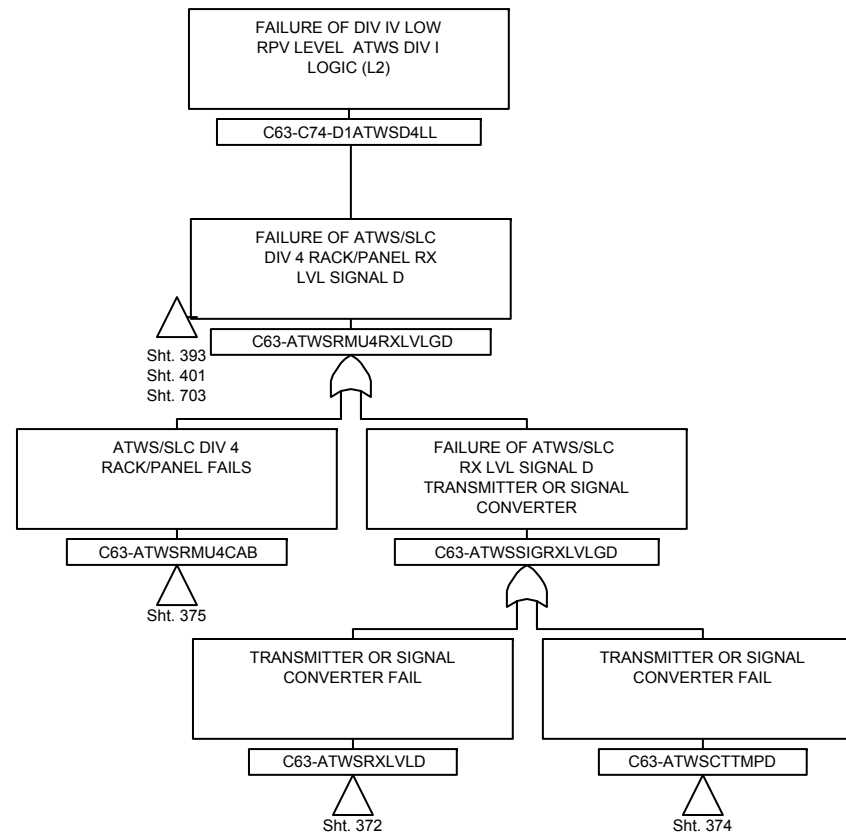 FAILURE OF DIV IV LOW
RPV LEVEL ATWS DIV I
LOGIC (L2)
C63-C74-D1ATWSD4LL
FAILURE OF ATWS/SLC
DIV 4 RACK/PANEL RX
LVL SIGNAL D
C63-ATWSRMU4RXLVLGD
Sht. 393
Sht. 401
Sht. 703
ATWS/SLC DIV 4
RACK/PANEL FAILS
C63-ATWSRMU4CAB
Sht. 375
FAILURE OF ATWS/SLC
RX LVL SIGNAL D
TRANSMITTER OR SIGNAL
CONVERTER
C63-ATWSSIGRXLVLGD
TRANSMITTER OR SIGNAL
CONVERTER FAIL
C63-ATWSRXLVLD
Sht. 372
TRANSMITTER OR SIGNAL
CONVERTER FAIL
C63-ATWSCTTMPD
Sht. 374